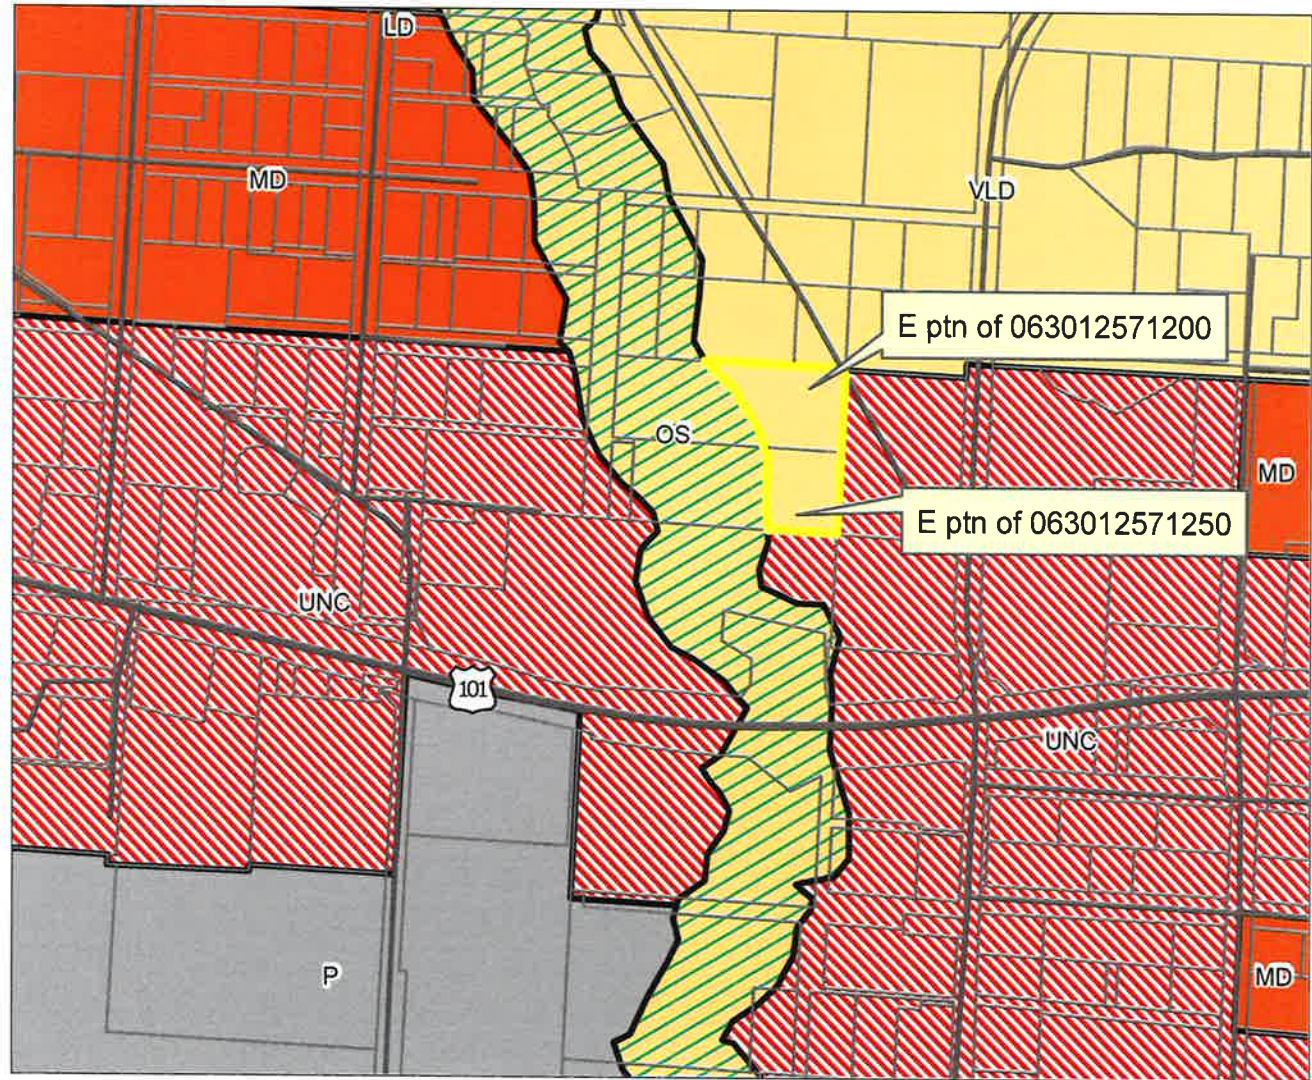 LD
MD
VLD
E ptn of 063012571200
OS
MD
E ptn of 063012571250
UNC
101
UNC
P
MD